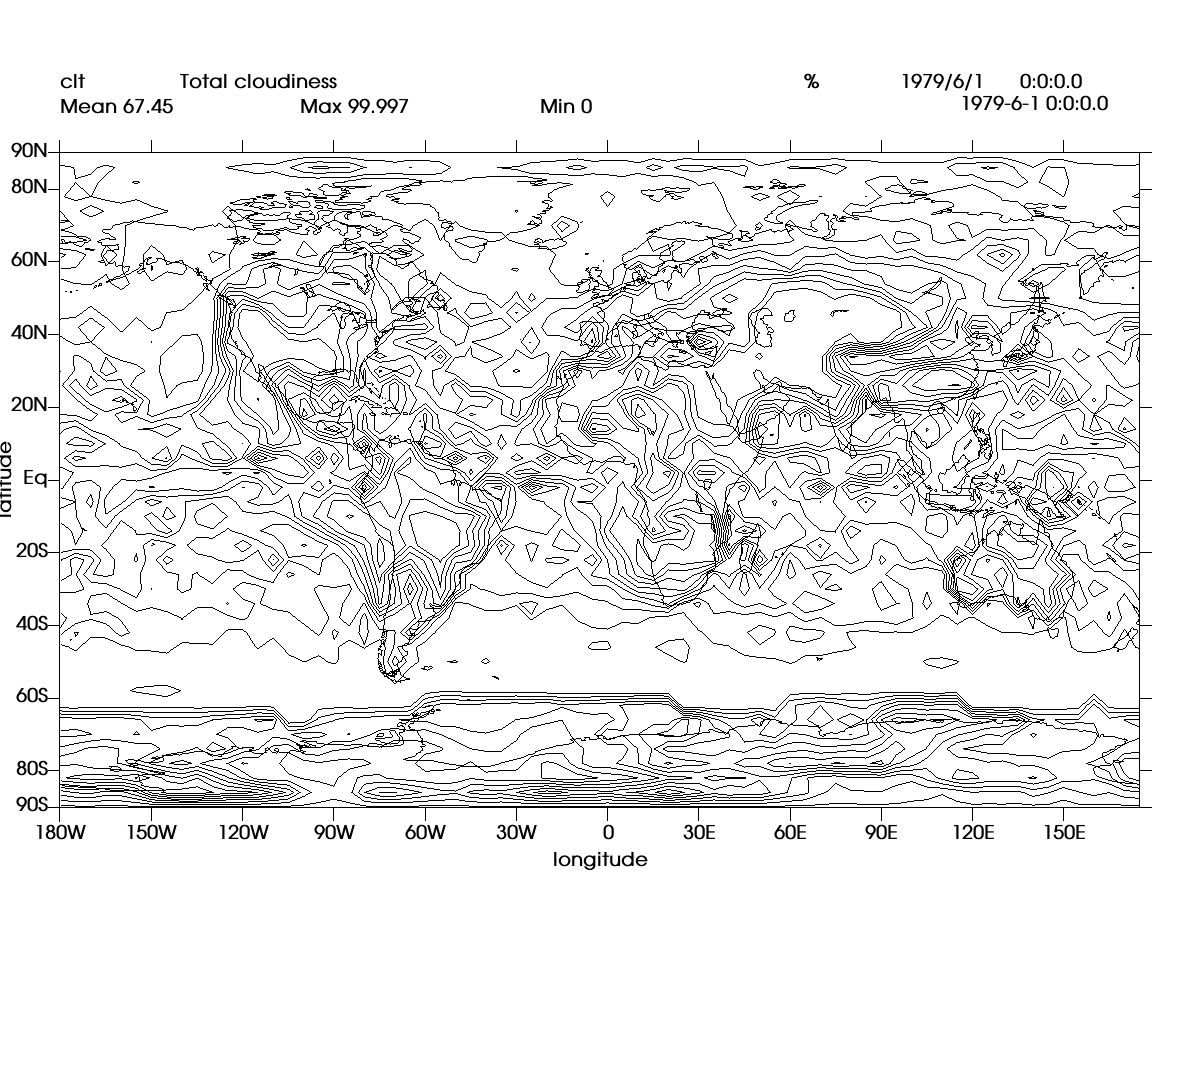 clt Total cloudiness % 1979/6/1 0:0:0.0
Mean 67.45 Max 99.997 Min 0 1979-6-1 0:0:0.0
90N
80N
60N
40N
20N
Eq
20S
40S
60S
80S
90S
latitude
180W 150W 120W 90W 60W 30W 0 30E 60E 90E 120E 150E
longitude